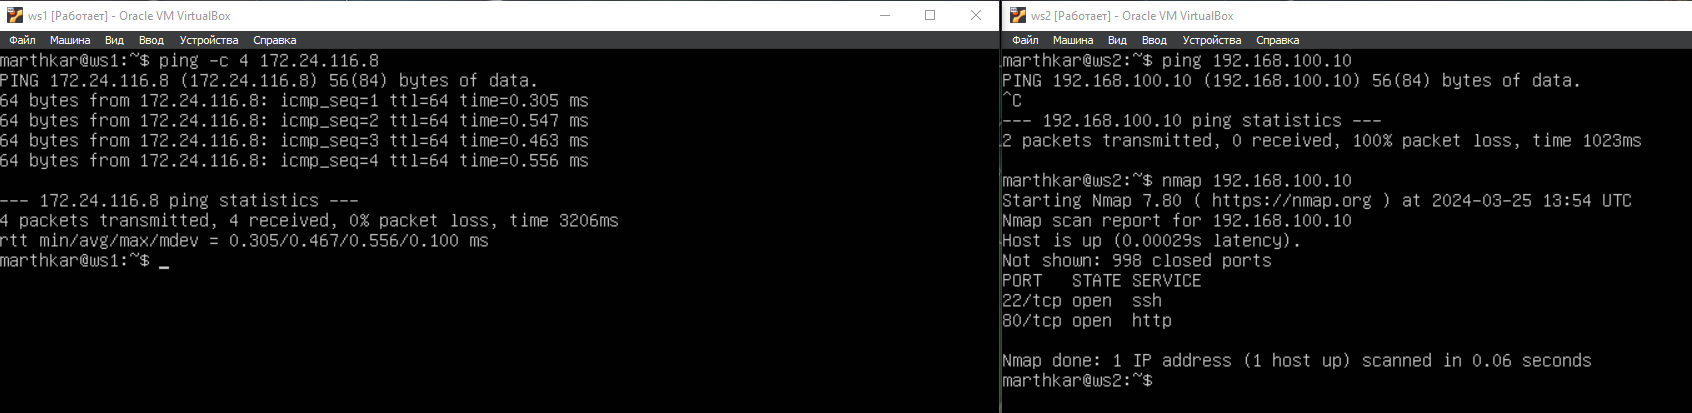 ws1 [Работает] - Oracle VM VirtualBox
Файл Машина Вид Ввод Устройства Справка
marthkar@ws1:~$ ping -c 4 172.24.116.8
PING 172.24.116.8 (172.24.116.8) 56(84) bytes of data.
64 bytes from 172.24.116.8: icmp_seq=1 ttl=64 time=0.305 ms
64 bytes from 172.24.116.8: icmp_seq=2 ttl=64 time=0.547 ms
64 bytes from 172.24.116.8: icmp_seq=3 ttl=64 time=0.463 ms
64 bytes from 172.24.116.8: icmp_seq=4 ttl=64 time=0.556 ms
--- 172.24.116.8 ping statistics ---
4 packets transmitted, 4 received, 0% packet loss, time 3206ms
rtt min/avg/max/mdev = 0.305/0.467/0.556/0.100 ms
marthkar@ws1:~$ _
ws2 [Работает] - Oracle VM VirtualBox
Файл Машина Вид Ввод Устройства Справка
marthkar@ws2:~$ ping 192.168.100.10
PING 192.168.100.10 (192.168.100.10) 56(84) bytes of data.
^C
--- 192.168.100.10 ping statistics ---
2 packets transmitted, 0 received, 100% packet loss, time 1023ms
marthkar@ws2:~$ nmap 192.168.100.10
Starting Nmap 7.80 ( https://nmap.org ) at 2024-03-25 13:54 UTC
Nmap scan report for 192.168.100.10
Host is up (0.00029s latency).
Not shown: 998 closed ports
PORT STATE SERVICE
22/tcp open ssh
80/tcp open http
Nmap done: 1 IP address (1 host up) scanned in 0.06 seconds
marthkar@ws2:~$